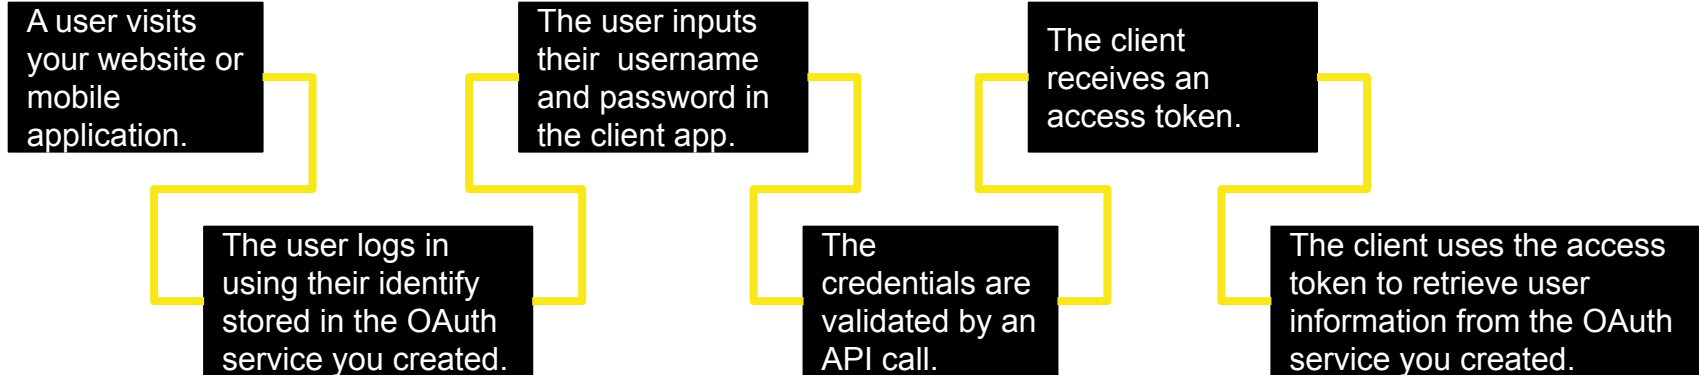 A user visits
your website or
mobile
application.
The user logs in
using their identify
stored in the OAuth
service you created.
The user inputs
their  username
and password in
the client app.
The
credentials are
validated by an
API call.
The client
receives an
access token.
The client uses the access
token to retrieve user
information from the OAuth
service you created.